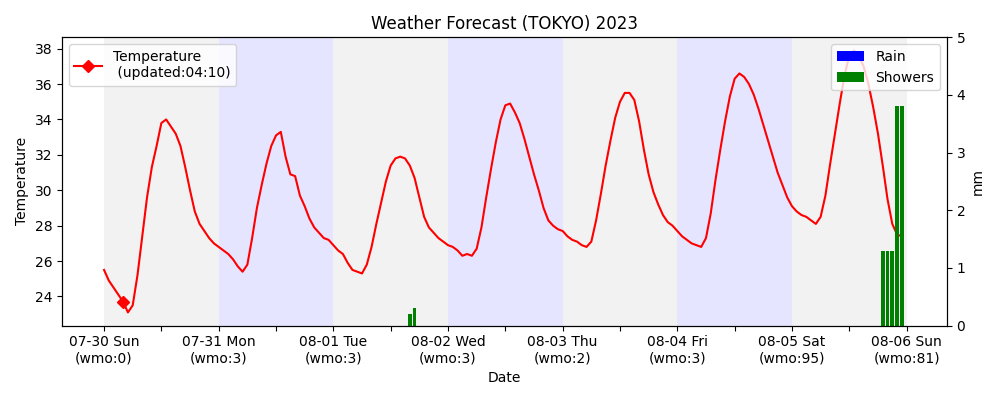 Weather Forecast (TOKYO) 2023
Temperature
(updated:04:10)
Rain
Showers
38
36
34
32
30
28
26
24
Temperature
5
4
3
2
1
0
mm
07-30 Sun
(wmo:0)
07-31 Mon
(wmo:3)
08-01 Tue
(wmo:3)
08-02 Wed
(wmo:3)
08-03 Thu
(wmo:2)
08-04 Fri
(wmo:3)
08-05 Sat
(wmo:95)
08-06 Sun
(wmo:81)
Date